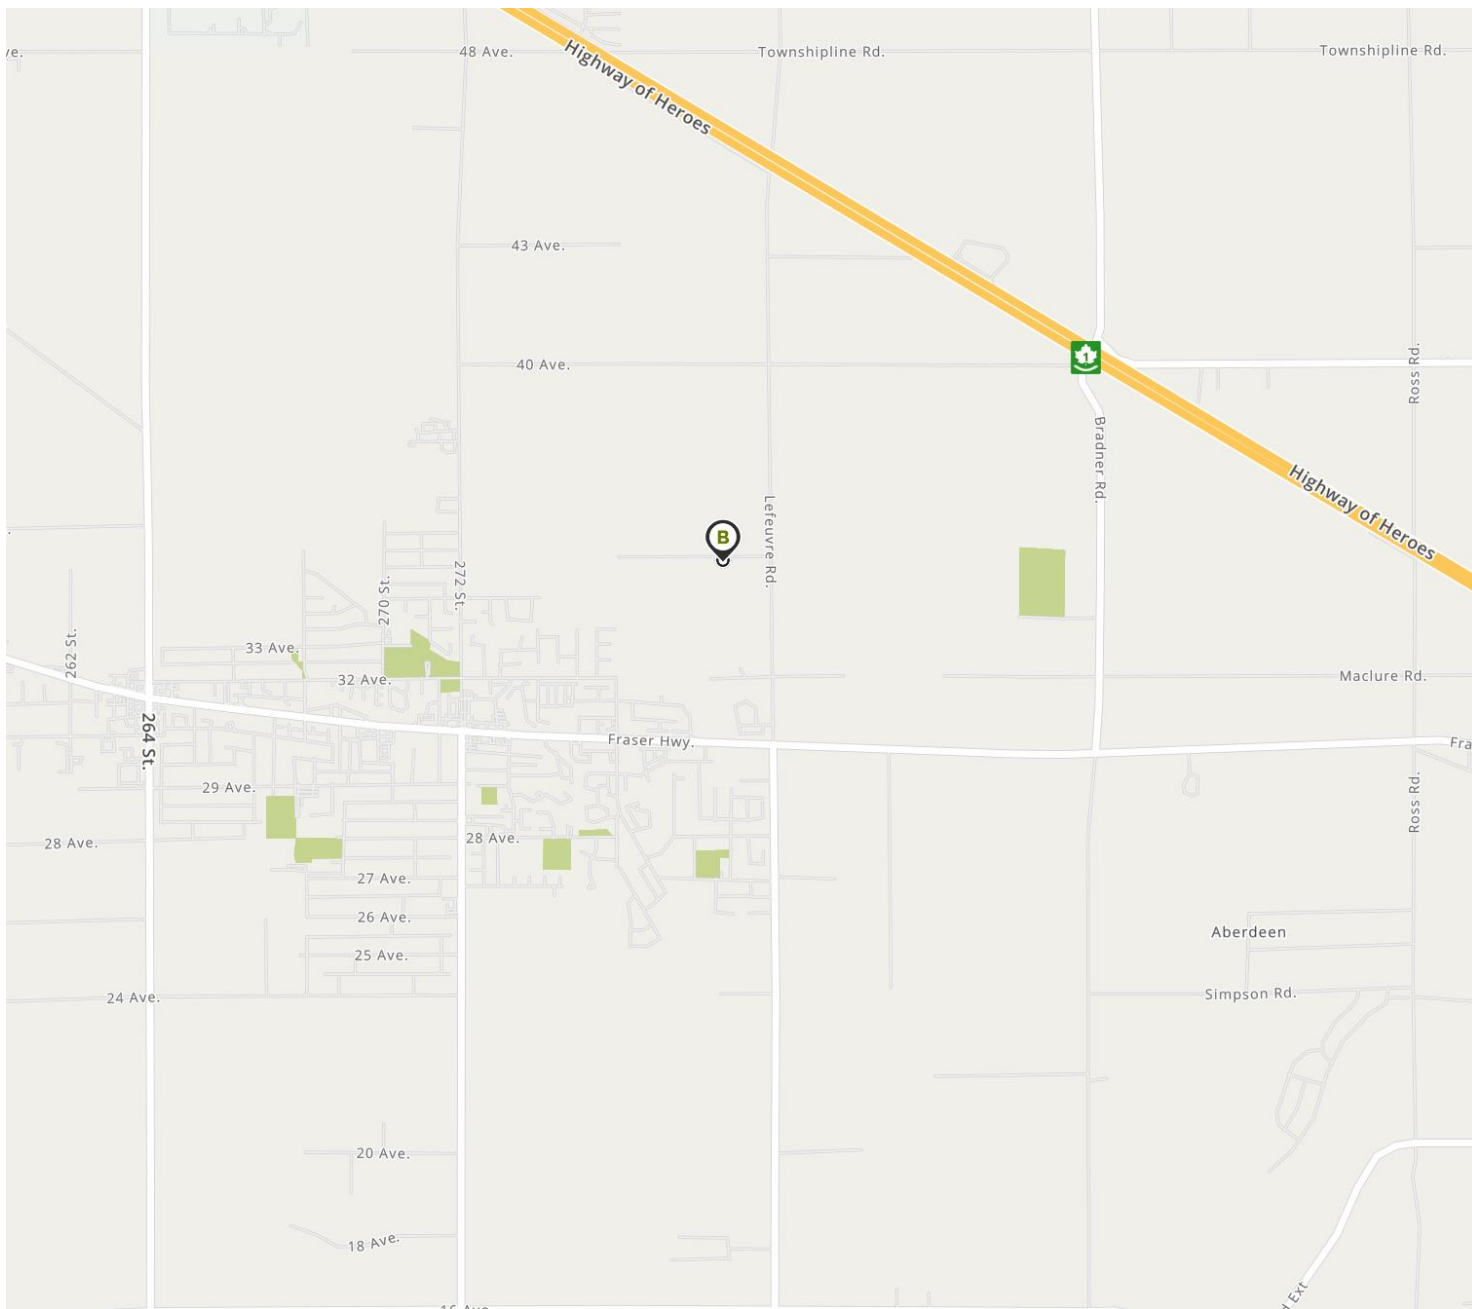 48 Ave.
Townshipline Rd.
Townshipline Rd.
Highway of Heroes
43 Ave.
40 Ave.
1
Ross Rd.
Bradner Rd.
Highway of Heroes
Lefeuvre Rd.
B
272 St.
270 St.
262 St.
33 Ave.
32 Ave.
Maclure Rd.
264 St.
Fraser Hwy.
Fra
29 Ave.
Ross Rd.
28 Ave.
28 Ave.
27 Ave.
26 Ave.
Aberdeen
25 Ave.
24 Ave.
Simpson Rd.
20 Ave.
18 Ave.
Ext